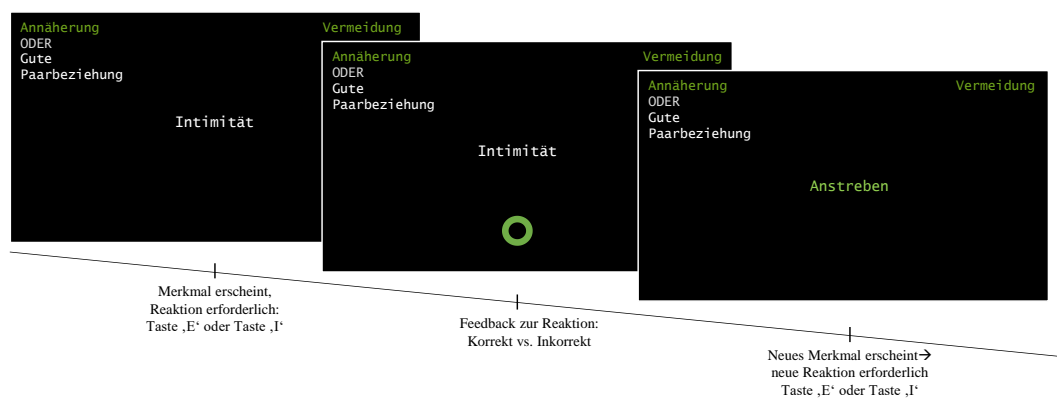 Annäherung
Vermeidung
ODER
Gute
Paarbeziehung
Intimität
Annäherung
Vermeidung
ODER
Gute
Paarbeziehung
Intimität
Annäherung
Vermeidung
ODER
Gute
Paarbeziehung
Anstreben
Merkmal erscheint,
Reaktion erforderlich:
Taste ‚E‘ oder Taste ‚I‘
Feedback zur Reaktion:
Korrekt vs. Inkorrekt
Neues Merkmal erscheint→
neue Reaktion erforderlich
Taste ‚E‘ oder Taste ‚I‘